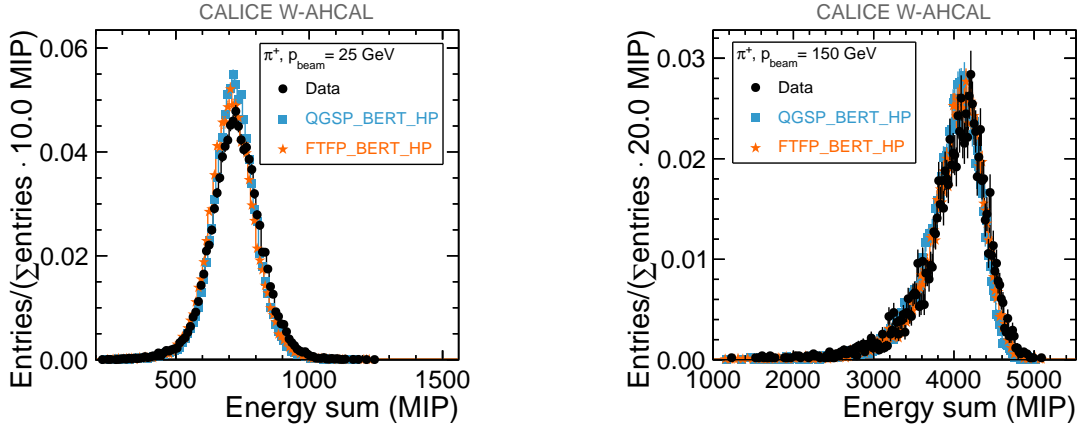 CALICE W-AHCAL
Entries/(∑entries · 10.0 MIP)
0.06
0.04
0.02
0.00
π⁺, p_beam = 25 GeV
Data
QGSP_BERT_HP
FTFP_BERT_HP
500
1000
1500
Energy sum (MIP)
CALICE W-AHCAL
Entries/(∑entries · 20.0 MIP)
0.03
0.02
0.01
0.00
π⁺, p_beam = 150 GeV
Data
QGSP_BERT_HP
FTFP_BERT_HP
1000
2000
3000
4000
5000
Energy sum (MIP)